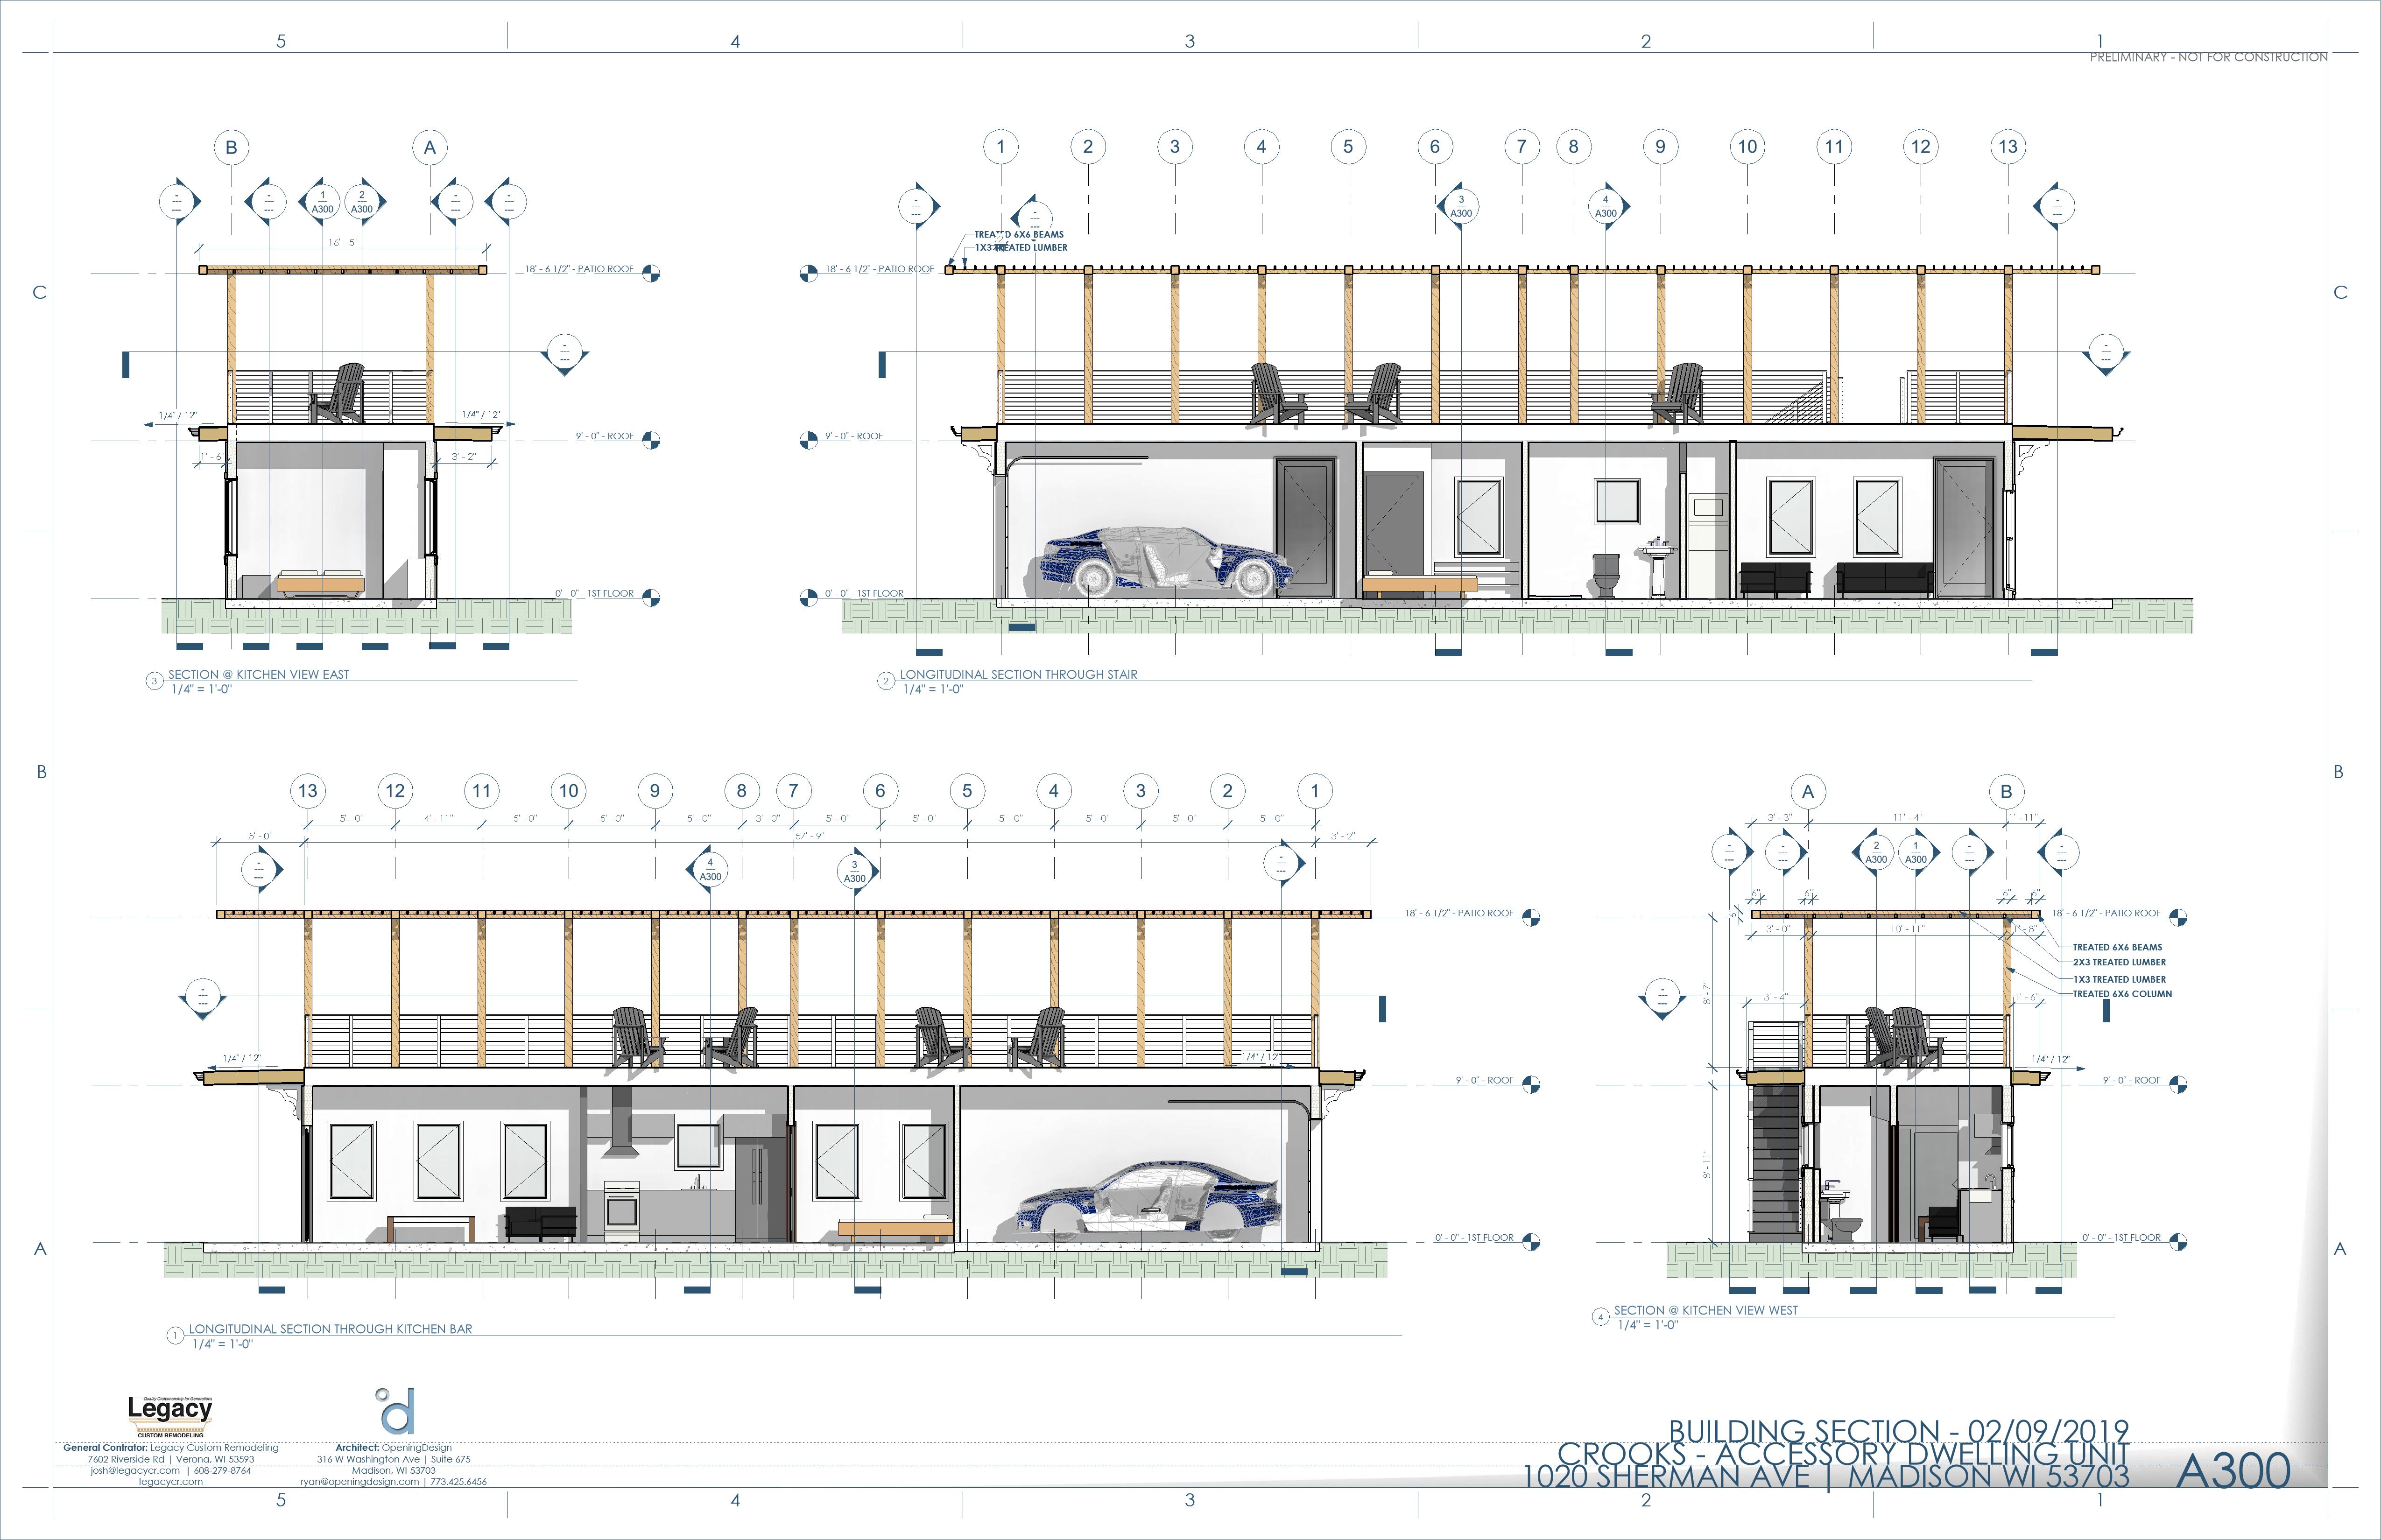 5 4 3 2 1
PRELIMINARY - NOT FOR CONSTRUCTION
B A
1 2 3 4 5 6 7 8 9 10 11 12 13
1 A300
2 A300
3 A300
4 A300
16' - 5"
TREATED 6X6 BEAMS
1X3 TREATED LUMBER
18' - 6 1/2" - PATIO ROOF
18' - 6 1/2" - PATIO ROOF
C
C
1/4" / 12"
1/4" / 12"
9' - 0" - ROOF
9' - 0" - ROOF
1' - 6"
3' - 2"
0' - 0" - 1ST FLOOR
0' - 0" - 1ST FLOOR
3 SECTION @ KITCHEN VIEW EAST
1/4" = 1'-0"
2 LONGITUDINAL SECTION THROUGH STAIR
1/4" = 1'-0"
B
B
13 12 11 10 9 8 7 6 5 4 3 2 1
5' - 0" 4' - 11" 5' - 0" 5' - 0" 5' - 0" 3' - 0" 5' - 0" 5' - 0" 5' - 0" 5' - 0" 5' - 0" 5' - 0"
5' - 0" 57' - 9" 3' - 2"
4 A300
3 A300
18' - 6 1/2" - PATIO ROOF
1/4" / 12"
1/4" / 12"
9' - 0" - ROOF
0' - 0" - 1ST FLOOR
1 LONGITUDINAL SECTION THROUGH KITCHEN BAR
1/4" = 1'-0"
A B
3' - 3" 11' - 4" 1' - 11"
2 A300
1 A300
6" 6" 6" 6"
6"
18' - 6 1/2" - PATIO ROOF
3' - 0" 10' - 11" 1' - 8"
TREATED 6X6 BEAMS
2X3 TREATED LUMBER
1X3 TREATED LUMBER
TREATED 6X6 COLUMN
8' - 7"
3' - 4"
1' - 6"
1/4" / 12"
9' - 0" - ROOF
8' - 11"
0' - 0" - 1ST FLOOR
A
A
4 SECTION @ KITCHEN VIEW WEST
1/4" = 1'-0"
Quality Craftsmanship for Generations
Legacy
CUSTOM REMODELING
General Contrator: Legacy Custom Remodeling
7602 Riverside Rd | Verona, WI 53593
josh@legacycr.com | 608-279-8764
legacycr.com
d
Architect: OpeningDesign
316 W Washington Ave | Suite 675
Madison, WI 53703
ryan@openingdesign.com | 773.425.6456
BUILDING SECTION - 02/09/2019
CROOKS - ACCESSORY DWELLING UNIT
1020 SHERMAN AVE | MADISON WI 53703
A300
5 4 3 2 1